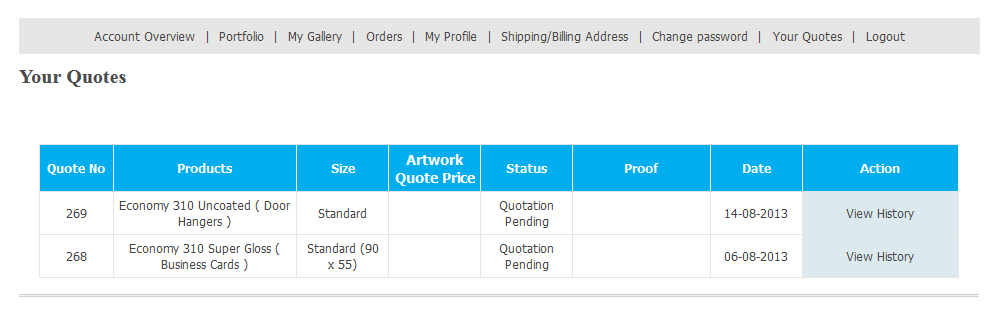 Account Overview | Portfolio | My Gallery | Orders | My Profile | Shipping/Billing Address | Change password | Your Quotes | Logout
Your Quotes
Quote No Products Size Artwork Quote Price Status Proof Date Action
269 Economy 310 Uncoated ( Door Hangers ) Standard Quotation Pending 14-08-2013 View History
268 Economy 310 Super Gloss ( Business Cards ) Standard (90 x 55) Quotation Pending 06-08-2013 View History